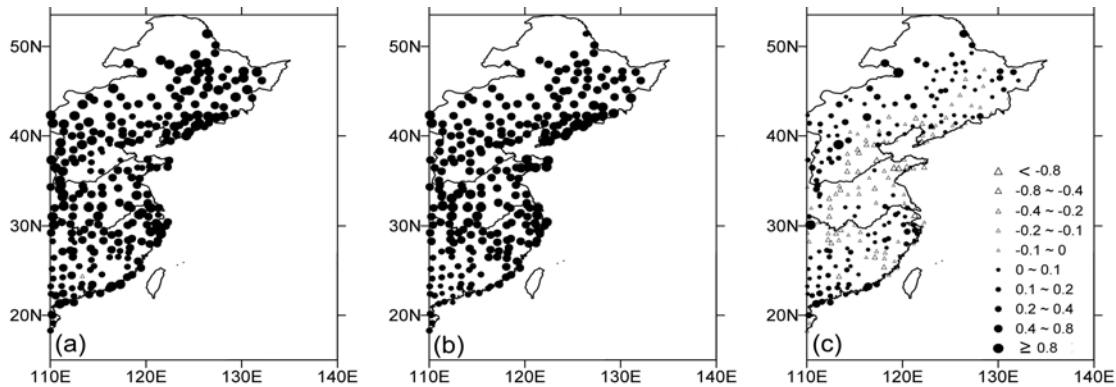 50N
40N
30N
20N
(a)
110E 120E 130E 140E
50N
40N
30N
20N
(b)
110E 120E 130E 140E
50N
40N
30N
20N
(c)
110E 120E 130E 140E
< -0.8
-0.8 ~ -0.4
-0.4 ~ -0.2
-0.2 ~ -0.1
-0.1 ~ 0
0 ~ 0.1
0.1 ~ 0.2
0.2 ~ 0.4
0.4 ~ 0.8
≥ 0.8